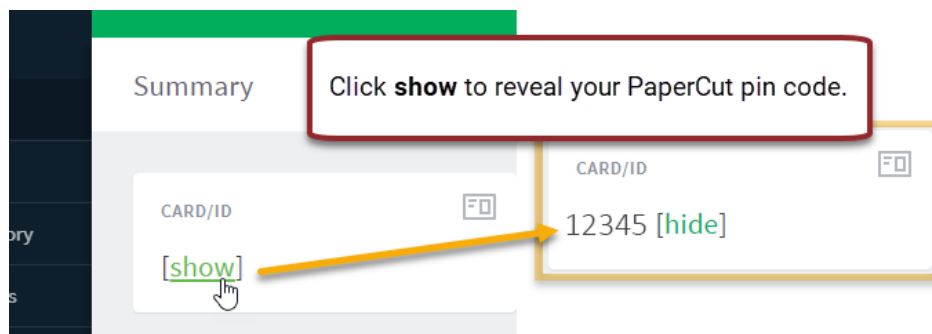 Summary
Click show to reveal your PaperCut pin code.
CARD/ID
[show]
CARD/ID
12345 [hide]
ory
s